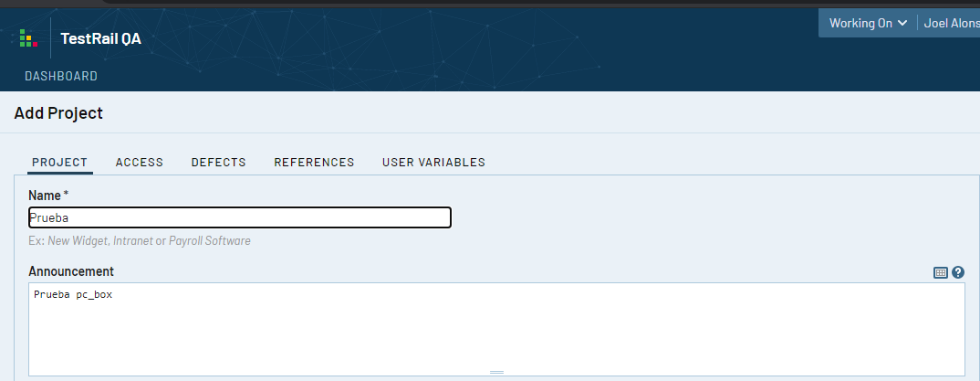 Working On
Joel Alons
TestRail QA
DASHBOARD
Add Project
PROJECT ACCESS DEFECTS REFERENCES USER VARIABLES
Name *
Prueba
Ex: New Widget, Intranet or Payroll Software
Announcement
Prueba pc_box